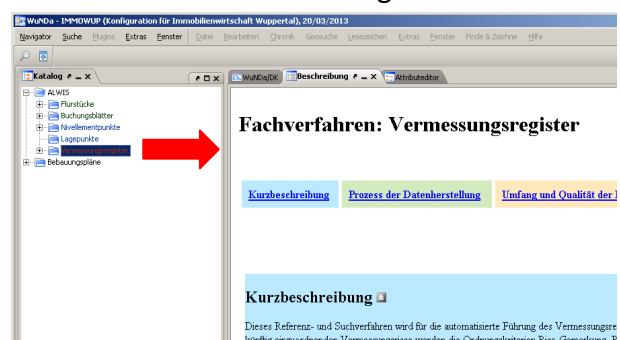 WuNDa - IMMOWUP (Konfiguration für Immobilienwirtschaft Wuppertal), 20/03/2013
Navigator Suche Plugins Extras Fenster Datei Bearbeiten Chronik Geosuche Lesezeichen Extras Fenster Finde & Zeichne Hilfe
Katalog WuNDa/DK Beschreibung Attributeditor
ALWIS
Flurstücke
Buchungsblätter
Nivellementpunkte
Lagepunkte
Vermessungsregister
Bebauungspläne
Fachverfahren: Vermessungsregister
Kurzbeschreibung Prozess der Datenherstellung Umfang und Qualität der
Kurzbeschreibung
Dieses Referenz- und Suchverfahren wird für die automatisierte Führung des Vermessungsre